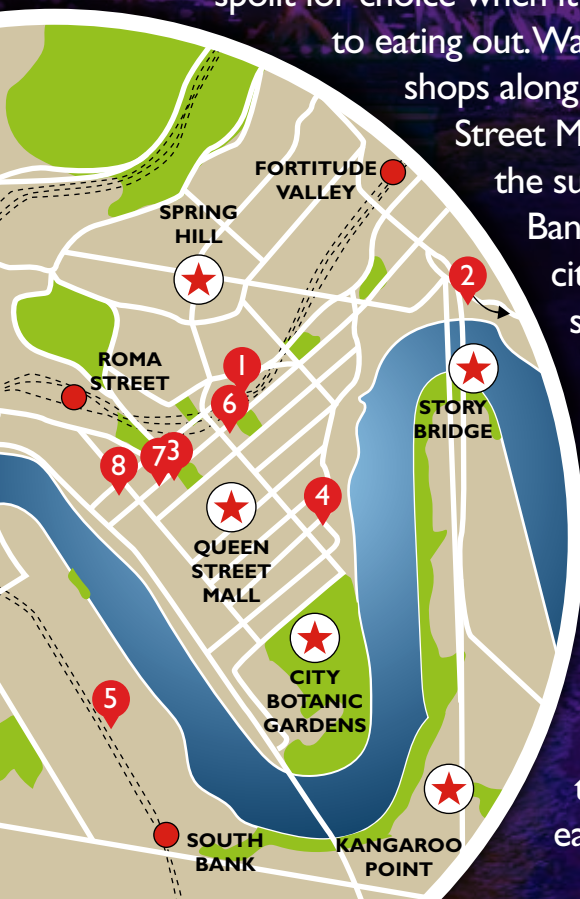 spoilt for choice when
to eating out. Wa
shops along
Street M
the su
Ban
cit
s
FORTITUDE
VALLEY
SPRING
HILL
2
ROMA
STREET
1
6
STORY
BRIDGE
8
7
3
4
QUEEN
STREET
MALL
CITY
BOTANIC
GARDENS
5
t
ea
SOUTH
BANK
KANGAROO
POINT